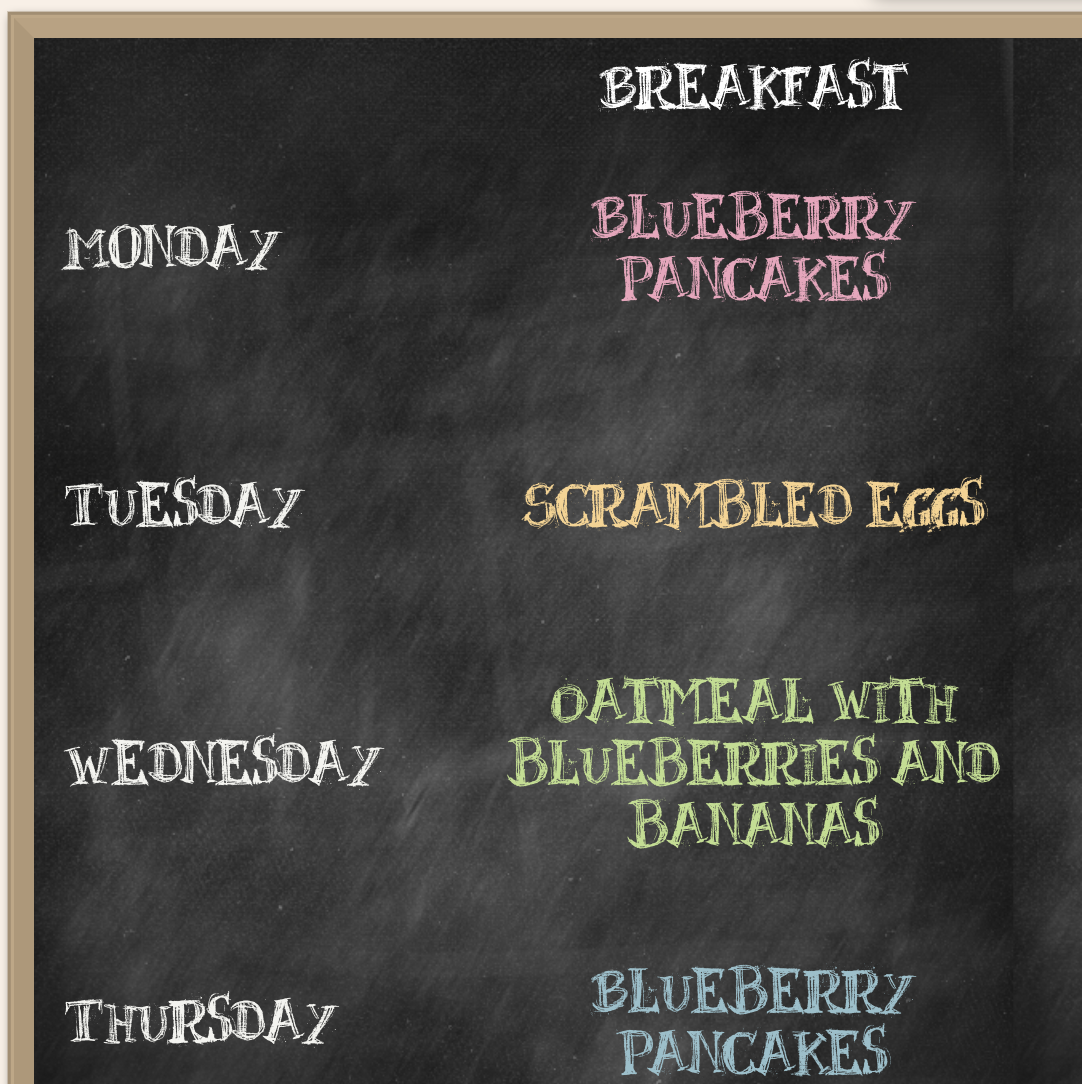 BREAKFAST
MONDAY
BLUEBERRY
PANCAKES
TUESDAY
SCRAMBLED EGGS
WEDNESDAY
OATMEAL WITH
BLUEBERRIES AND
BANANAS
THURSDAY
BLUEBERRY
PANCAKES